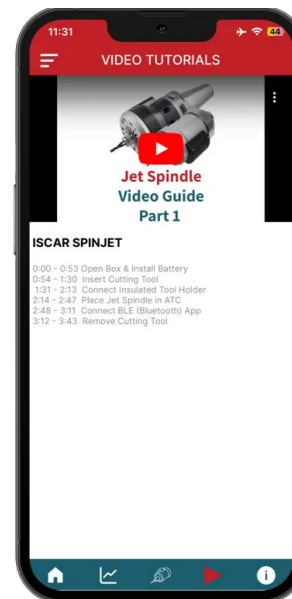 11:31
44
VIDEO TUTORIALS
Jet Spindle
Video Guide
Part 1
ISCAR SPINJET
0:00 - 0:53 Open Box & Install Battery
0:54 - 1:30 Insert Cutting Tool
1:31 - 2:13 Connect Insulated Tool Holder
2:14 - 2:47 Place Jet Spindle in ATC
2:48 - 3:11 Connect BLE (Bluetooth) App
3:12 - 3:43 Remove Cutting Tool